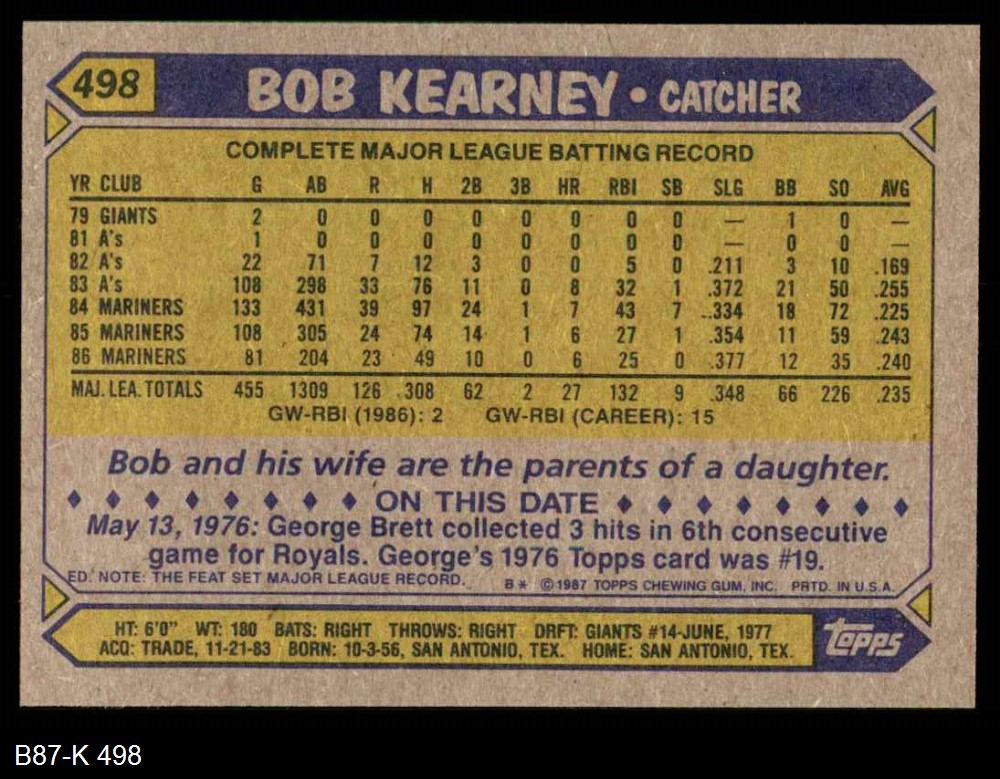 498 BOB KEARNEY • CATCHER
COMPLETE MAJOR LEAGUE BATTING RECORD
YR CLUB G AB R H 2B 3B HR RBI SB SLG BB SO AVG
79 GIANTS 2 0 0 0 0 0 0 0 0 — 1 0 —
81 A's 1 0 0 0 0 0 0 0 0 — 0 0 —
82 A's 22 71 7 12 3 0 0 5 0 .211 3 10 .169
83 A's 108 298 33 76 11 0 8 32 1 .372 21 50 .255
84 MARINERS 133 431 39 97 24 1 7 43 7 ..334 18 72 .225
85 MARINERS 108 305 24 74 14 1 6 27 1 .354 11 59 .243
86 MARINERS 81 204 23 49 10 0 6 25 0 .377 12 35 .240
MAJ. LEA. TOTALS 455 1309 126 308 62 2 27 132 9 .348 66 226 .235
GW-RBI (1986): 2 GW-RBI (CAREER): 15
Bob and his wife are the parents of a daughter.
♦ ♦ ♦ ♦ ♦ ♦ ♦ ♦ ON THIS DATE ♦ ♦ ♦ ♦ ♦ ♦ ♦ ♦
May 13, 1976: George Brett collected 3 hits in 6th consecutive
game for Royals. George's 1976 Topps card was #19.
ED. NOTE: THE FEAT SET MAJOR LEAGUE RECORD. B* ©1987 TOPPS CHEWING GUM, INC. PRTD. IN U.S.A.
HT: 6'0" WT: 180 BATS: RIGHT THROWS: RIGHT DRFT: GIANTS #14-JUNE, 1977
ACQ: TRADE, 11-21-83 BORN: 10-3-56, SAN ANTONIO, TEX. HOME: SAN ANTONIO, TEX.
topps
B87-K 498